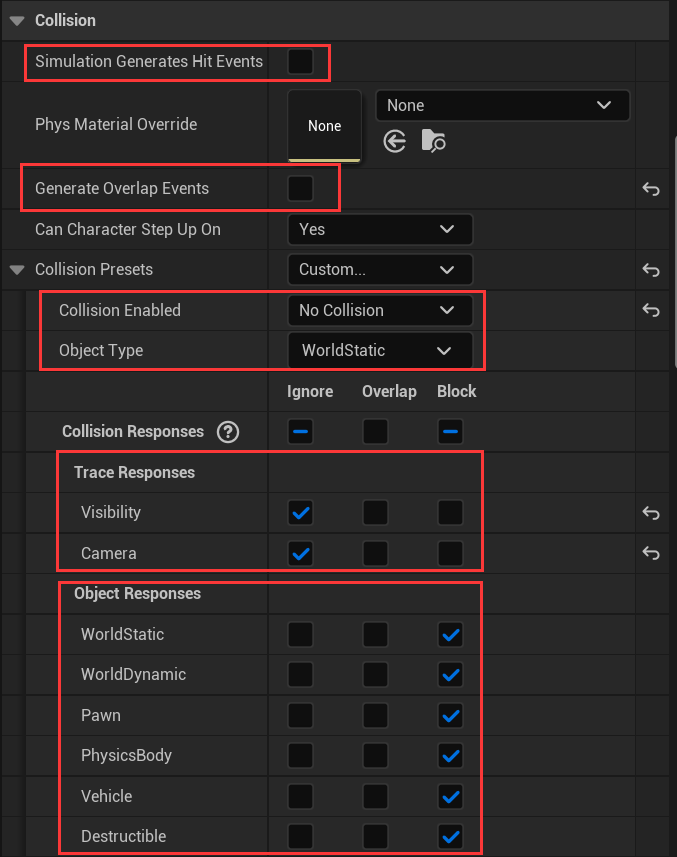 Collision
Simulation Generates Hit Events
Phys Material Override
None
None
Generate Overlap Events
Can Character Step Up On
Yes
Collision Presets
Custom...
Collision Enabled
No Collision
Object Type
WorldStatic
Ignore Overlap Block
Collision Responses ?
Trace Responses
Visibility
Camera
Object Responses
WorldStatic
WorldDynamic
Pawn
PhysicsBody
Vehicle
Destructible